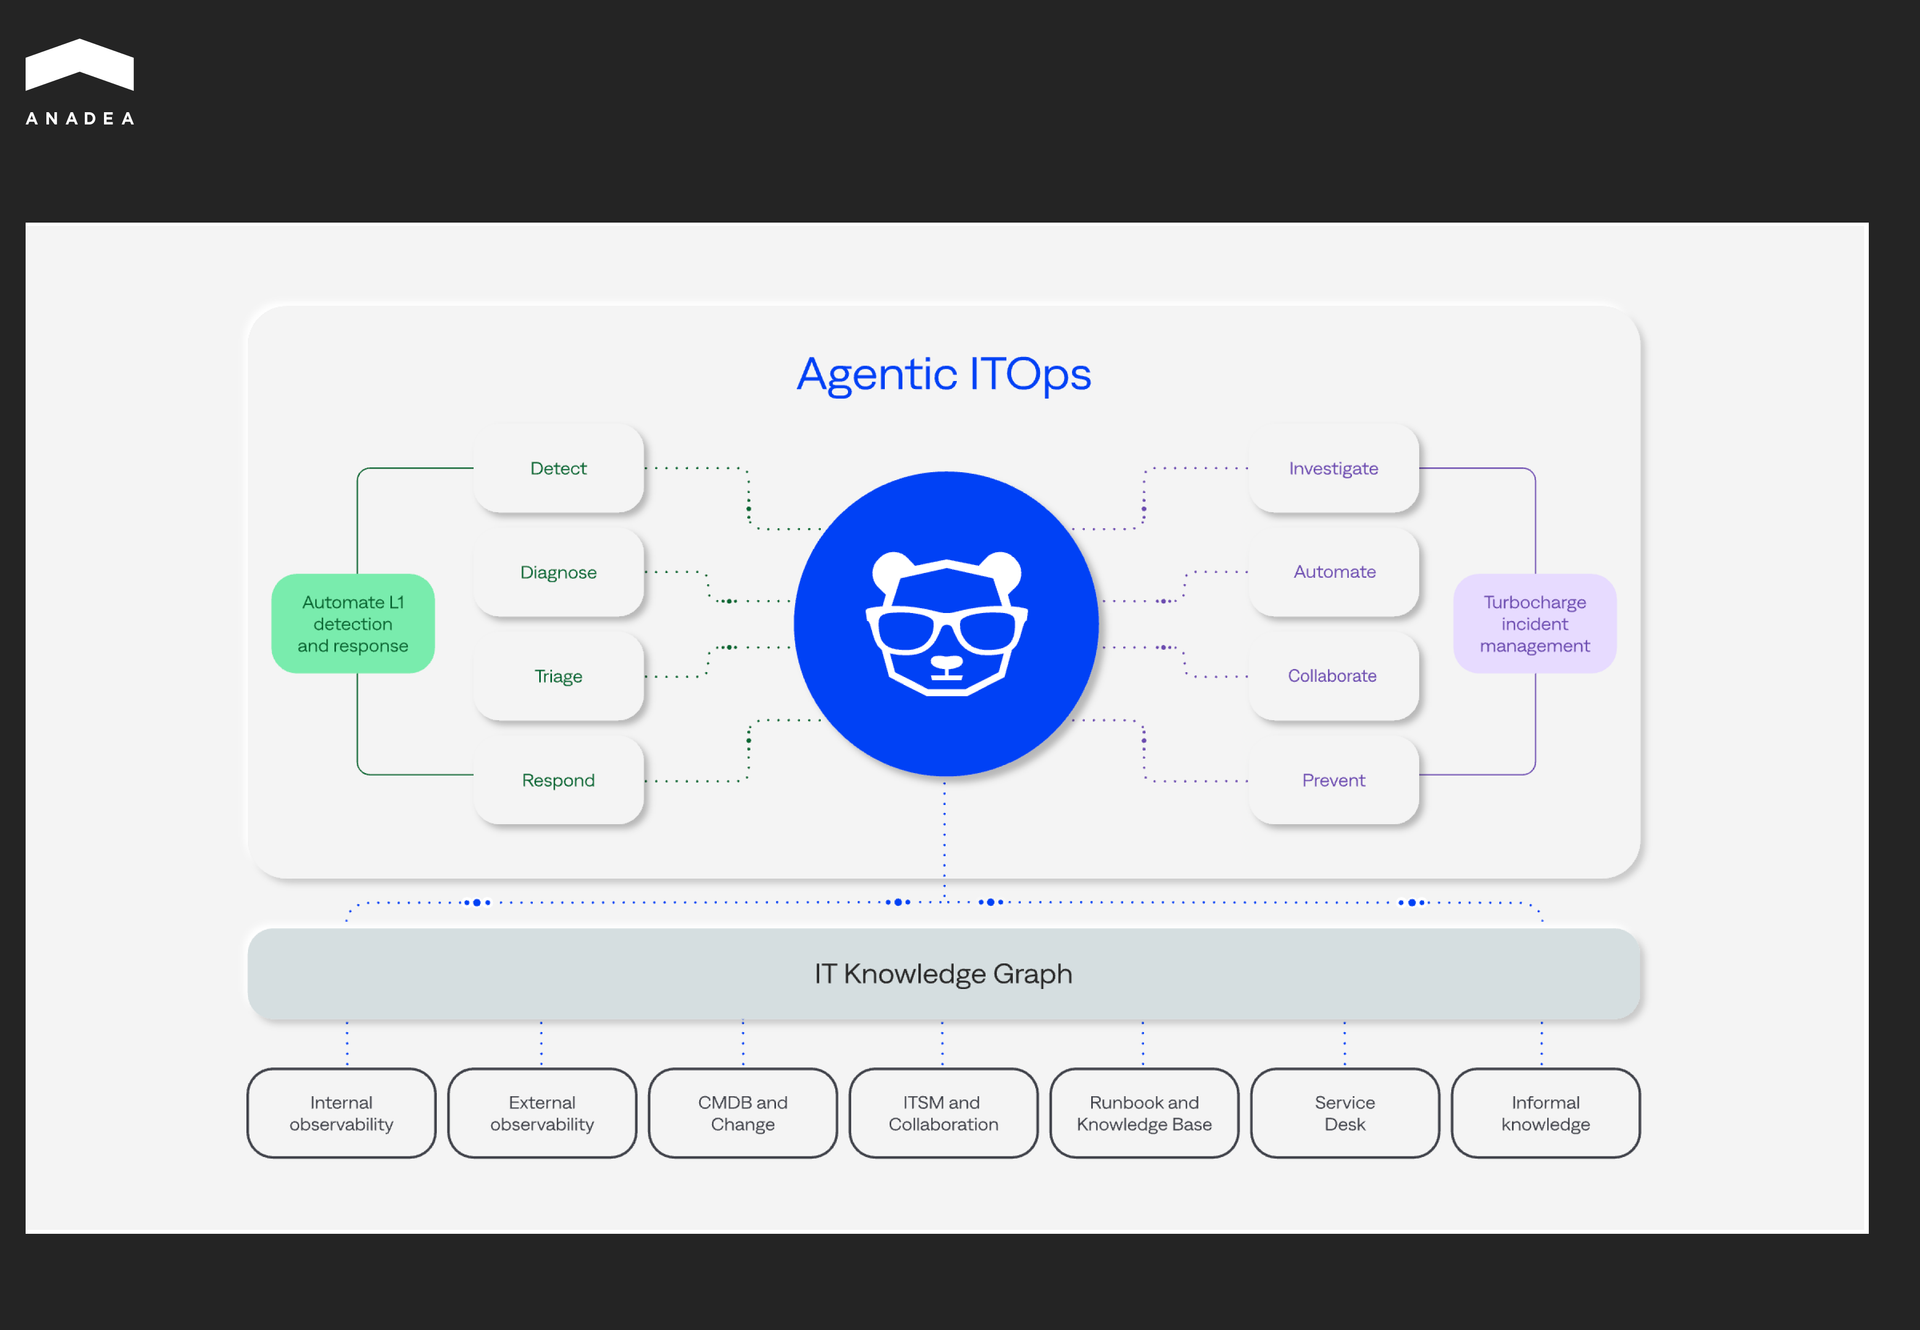 ANADEA
Agentic ITOps
Detect
Diagnose
Triage
Respond
Automate L1
detection
and response
Investigate
Automate
Collaborate
Prevent
Turbocharge
incident
management
IT Knowledge Graph
Internal
observability
External
observability
CMDB and
Change
ITSM and
Collaboration
Runbook and
Knowledge Base
Service
Desk
Informal
knowledge